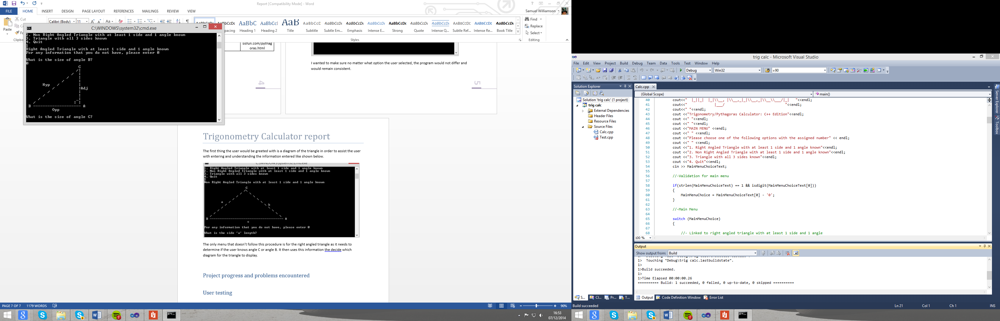 Report [Compatibility Mode] - Word
FILE HOME INSERT DESIGN PAGE LAYOUT REFERENCES MAILINGS REVIEW VIEW
Samuel Williamson
Cut
Paste
Calibri (Body) 11
Heading 1 Heading 2 Title Subtitle Subtle Em... Emphasis Intense E... Strong Quote Intense Q... Subtle Ref... Intense Re... Book Title
Styles
Find
Replace
Select
Editing
C:\WINDOWS\system32\cmd.exe
2. Non Right Angled Triangle with at least 1 side and 1 angle known
3. Triangle with all 3 sides known
4. Quit
1
Right Angled Triangle with at least 1 side and 1 angle known
For any information that you do not have, please enter 0
What is the size of angle B?
0
C
Hyp
Adj
B A
Opp
What is the size of angle C?
sisfun.com/pythag
oras.html
4
I wanted to make sure no matter what option the user selected, the program would not differ and
would remain consistent.
5
Trigonometry Calculator report
The first thing the user would be greeted with is a diagram of the triangle in order to assist the user
with entering and understanding the information entered like shown below.
C:\WINDOWS\system32\cmd.exe
1. Right Angled Triangle with at least 1 side and 1 angle known
2. Non Right Angled Triangle with at least 1 side and 1 angle known
3. Triangle with all 3 sides known
4. Quit
2
Non Right Angled Triangle with at least 1 side and 1 angle known
C
a b
B A
c
For any information that you do not have, please enter 0
What is the side 'a' length?
The only menu that doesn't follow this procedure is for the right angled triangle as it needs to
determine if the user knows angle C or angle B. It then uses this information the decide which
diagram for the triangle to display.
Project progress and problems encountered
User testing
PAGE 7 OF 7 1179 WORDS
90%
16:53
07/12/2014
trig calc - Microsoft Visual Studio
File Edit View Project Build Debug Team Data Tools Test Window Help
Debug Win32 =90
Solution Explorer
Solution 'trig calc' (1 project)
trig calc
External Dependencies
Header Files
Resource Files
Source Files
Calc.cpp
Test.cpp
Calc.cpp
(Global Scope) main()
40 cout<<"  |_||_|  |_|\\__, |\\__,_|_|\\__,_|\\__\\___/|_|   "<<endl;
41 cout<<"              |___/                            "<<endl;
42 cout<<" "<<endl;
43 cout <<"Trigonometry/Pythagoras Calculator: C++ Edition"<<endl;
44 cout <<" "<<endl;
45 cout <<" "<<endl;
46 cout <<"MAIN MENU" <<endl;
47 cout <<" " <<endl;
48 cout <<"Please choose one of the following options with the assigned number" << endl;
49 cout <<" " <<endl;
50 cout <<"1. Right Angled Triangle with at least 1 side and 1 angle known"<<endl;
51 cout <<"2. Non Right Angled Triangle with at least 1 side and 1 angle known"<<endl;
52 cout <<"3. Triangle with all 3 sides known"<<endl;
53 cout <<"4. Quit"<<endl;
54 cin >> MainMenuChoiceText;
55
56 //-Validation for main menu
57
58 if(strlen(MainMenuChoiceText) == 1 && isdigit(MainMenuChoiceText[0]))
59 {
60 MainMenuChoice = MainMenuChoiceText[0] - '0';
61 }
62
63 //-Main Menu
64
65 switch (MainMenuChoice)
66 {
67
68 //- Linked to right angled triangle with at least 1 side and 1 angle
100 %
Output
Show output from: Build
1> Touching "Debug\trig calc.lastbuildstate".
1>
1>Build succeeded.
1>
1>Time Elapsed 00:00:00.26
========== Build: 1 succeeded, 0 failed, 0 up-to-date, 0 skipped ==========
S... Cl... Pr... T...
Output Code Definition Window Error List
Build succeeded Ln 21 Col 1 Ch 1 INS
Server Explorer
Toolbox